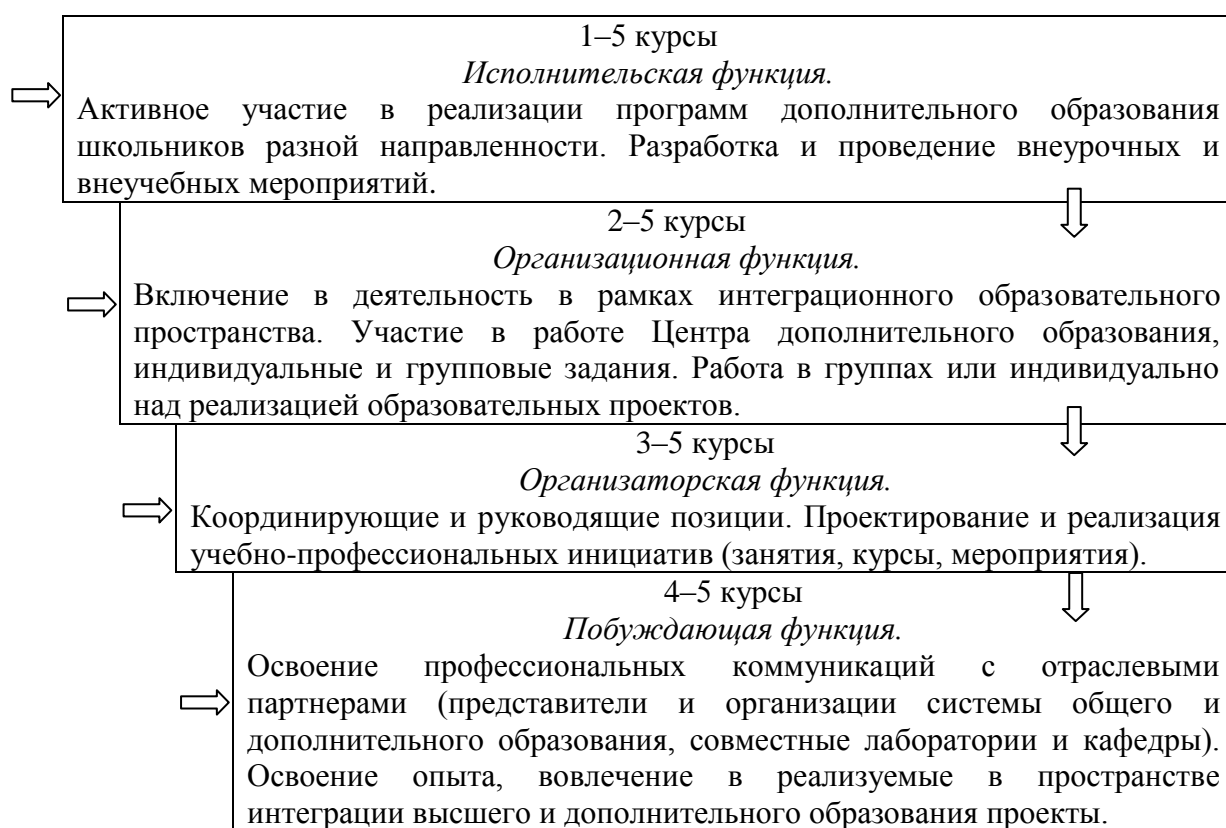 1–5 курсы
Исполнительская функция.
Активное участие в реализации программ дополнительного образования
школьников разной направленности. Разработка и проведение внеурочных и
внеучебных мероприятий.
2–5 курсы
Организационная функция.
Включение в деятельность в рамках интеграционного образовательного
пространства. Участие в работе Центра дополнительного образования,
индивидуальные и групповые задания. Работа в группах или индивидуально
над реализацией образовательных проектов.
3–5 курсы
Организаторская функция.
Координирующие и руководящие позиции. Проектирование и реализация
учебно-профессиональных инициатив (занятия, курсы, мероприятия).
4–5 курсы
Побуждающая функция.
Освоение профессиональных коммуникаций с отраслевыми
партнерами (представители и организации системы общего и
дополнительного образования, совместные лаборатории и кафедры).
Освоение опыта, вовлечение в реализуемые в пространстве
интеграции высшего и дополнительного образования проекты.